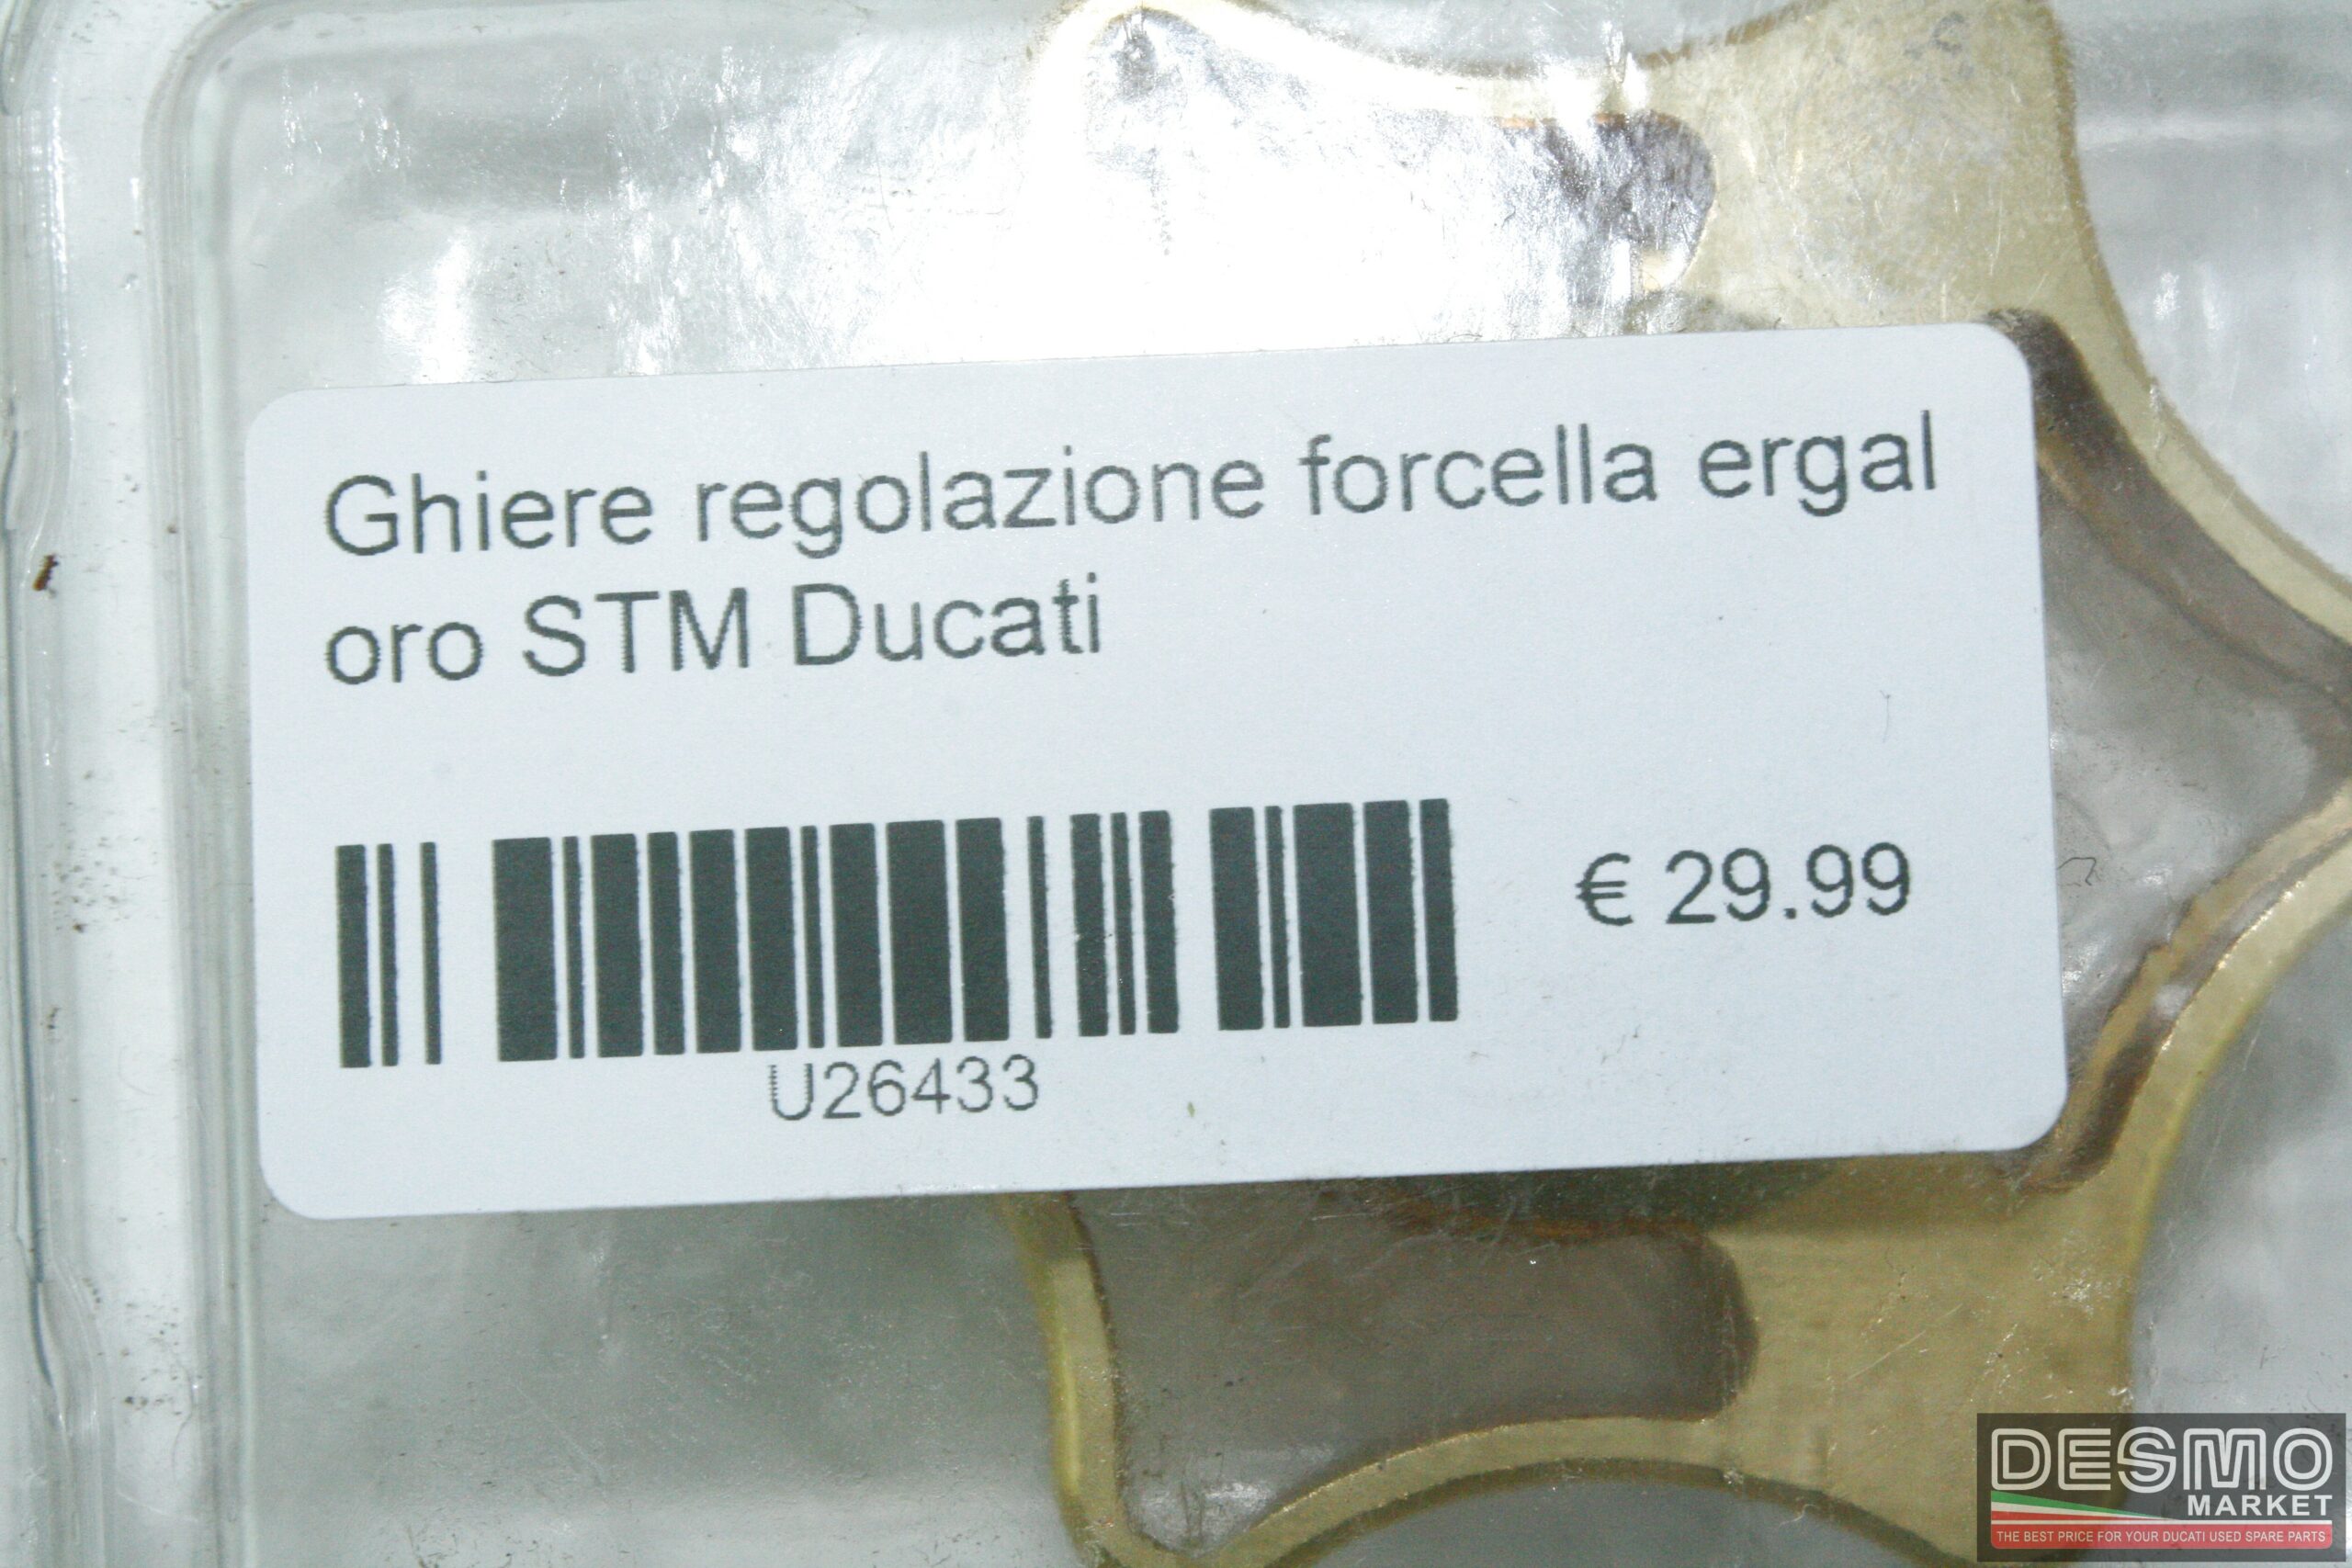 Ghiere regolazione forcella ergal
oro STM Ducati
€ 29.99
U26433
DESMO
MARKET
THE BEST PRICE FOR YOUR DUCATI USED SPARE PARTS